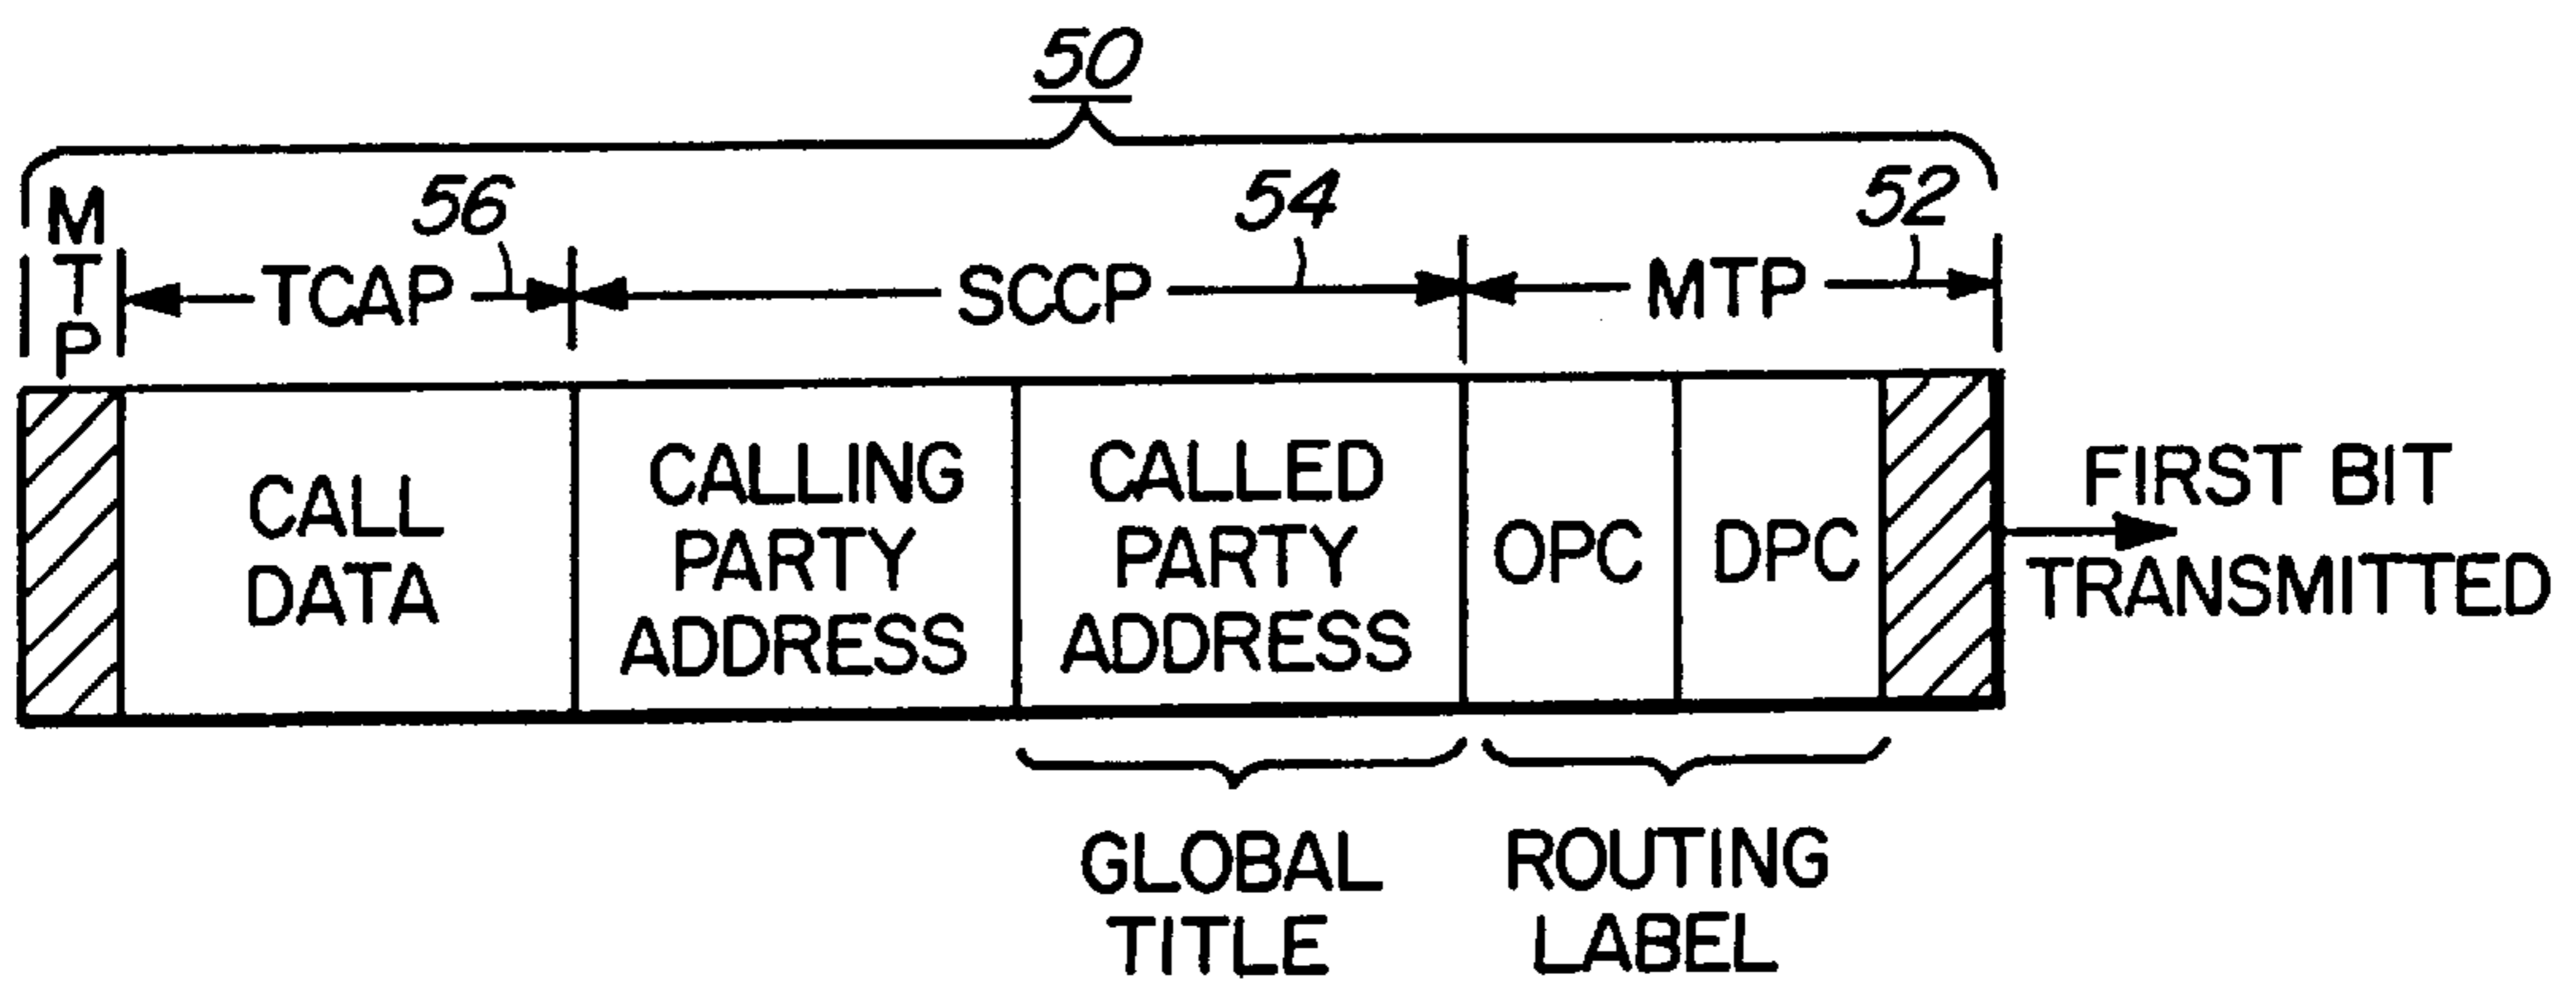 50
56
54
52
MTP
TCAP
SCCP
MTP
CALL
DATA
CALLING
PARTY
ADDRESS
CALLED
PARTY
ADDRESS
OPC
DPC
FIRST BIT
TRANSMITTED
GLOBAL
TITLE
ROUTING
LABEL